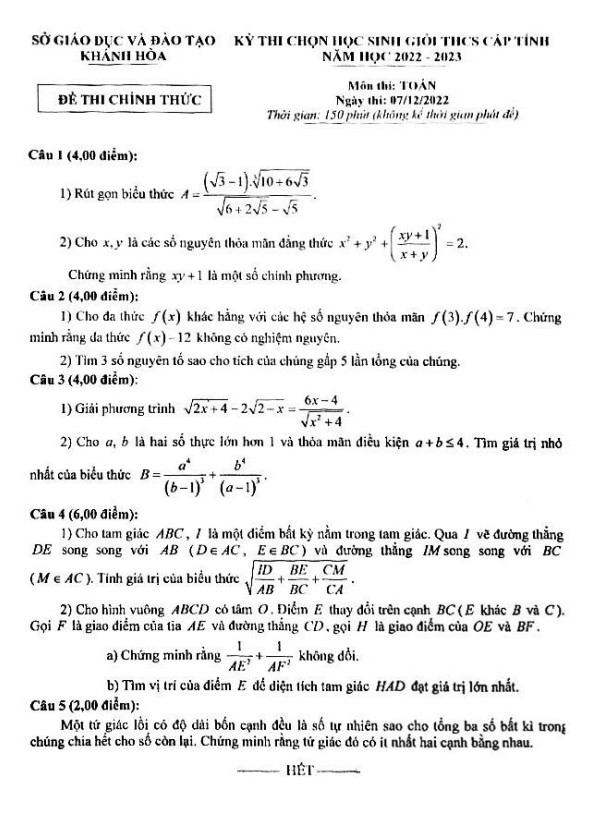 SỞ GIÁO DỤC VÀ ĐÀO TẠO
KHÁNH HÒA
ĐỀ THI CHÍNH THỨC
KỲ THI CHỌN HỌC SINH GIỎI THCS CẤP TỈNH
NĂM HỌC 2022 - 2023
Môn thi: TOÁN
Ngày thi: 07/12/2022
Thời gian: 150 phút (không kể thời gian phát đề)
Câu 1 (4,00 điểm):
1) Rút gọn biểu thức A = \frac{(\sqrt{3}-1).\sqrt[3]{10+6\sqrt{3}}}{\sqrt{6+2\sqrt{5}}-\sqrt{5}}.
2) Cho x, y là các số nguyên thỏa mãn đẳng thức x² + y² + \left(\frac{xy+1}{x+y}\right)^2 = 2.
Chứng minh rằng xy + 1 là một số chính phương.
Câu 2 (4,00 điểm):
1) Cho đa thức f(x) khác hằng với các hệ số nguyên thỏa mãn f(3).f(4) = 7. Chứng
minh rằng đa thức f(x) − 12 không có nghiệm nguyên.
2) Tìm 3 số nguyên tố sao cho tích của chúng gấp 5 lần tổng của chúng.
Câu 3 (4,00 điểm):
1) Giải phương trình \sqrt{2x+4} − 2\sqrt{2−x} = \frac{6x−4}{\sqrt{x^2+4}}.
2) Cho a, b là hai số thực lớn hơn 1 và thỏa mãn điều kiện a + b ≤ 4. Tìm giá trị nhỏ
nhất của biểu thức B = \frac{a^4}{(b−1)^3} + \frac{b^4}{(a−1)^3}.
Câu 4 (6,00 điểm):
1) Cho tam giác ABC, I là một điểm bất kỳ nằm trong tam giác. Qua I vẽ đường thẳng
DE song song với AB (D∈AC, E∈BC) và đường thẳng IM song song với BC
(M∈AC). Tính giá trị của biểu thức \sqrt{\frac{ID}{AB}+\frac{BE}{BC}+\frac{CM}{CA}}.
2) Cho hình vuông ABCD có tâm O. Điểm E thay đổi trên cạnh BC (E khác B và C).
Gọi F là giao điểm của tia AE và đường thẳng CD, gọi H là giao điểm của OE và BF.
a) Chứng minh rằng \frac{1}{AE^2}+\frac{1}{AF^2} không đổi.
b) Tìm vị trí của điểm E để diện tích tam giác HAD đạt giá trị lớn nhất.
Câu 5 (2,00 điểm):
Một tứ giác lồi có độ dài bốn cạnh đều là số tự nhiên sao cho tổng ba số bất kì trong
chúng chia hết cho số còn lại. Chứng minh rằng tứ giác đó có ít nhất hai cạnh bằng nhau.
HẾT